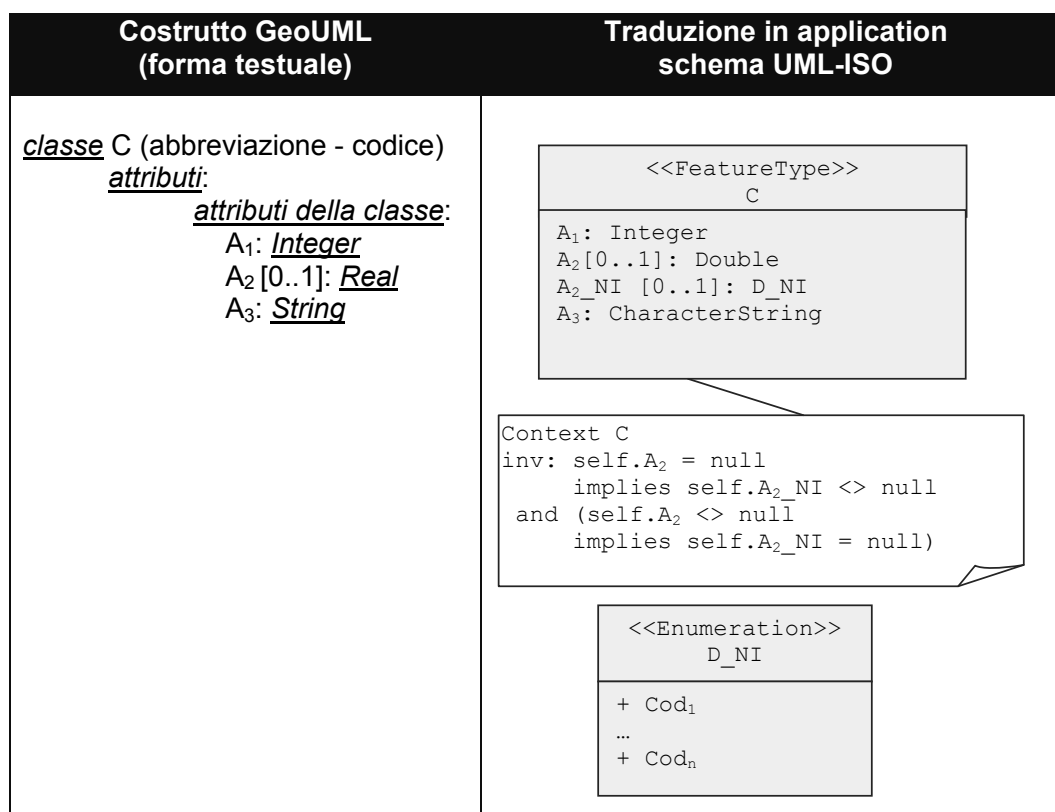 Costrutto GeoUML
(forma testuale)
Traduzione in application
schema UML-ISO
classe C (abbreviazione - codice)
attributi:
attributi della classe:
A₁: Integer
A₂ [0..1]: Real
A₃: String
<<FeatureType>>
C
A₁: Integer
A₂[0..1]: Double
A₂_NI [0..1]: D_NI
A₃: CharacterString
Context C
inv: self.A₂ = null
implies self.A₂_NI <> null
and (self.A₂ <> null
implies self.A₂_NI = null)
<<Enumeration>>
D_NI
+ Cod₁
…
+ Codₙ